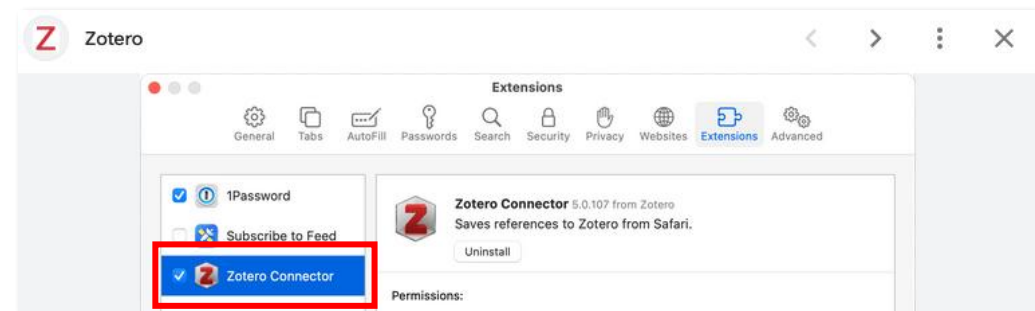 Z Zotero
Extensions
General Tabs AutoFill Passwords Search Security Privacy Websites Extensions Advanced
1Password
Subscribe to Feed
Z Zotero Connector
Z
Zotero Connector 5.0.107 from Zotero
Saves references to Zotero from Safari.
Uninstall
Permissions: